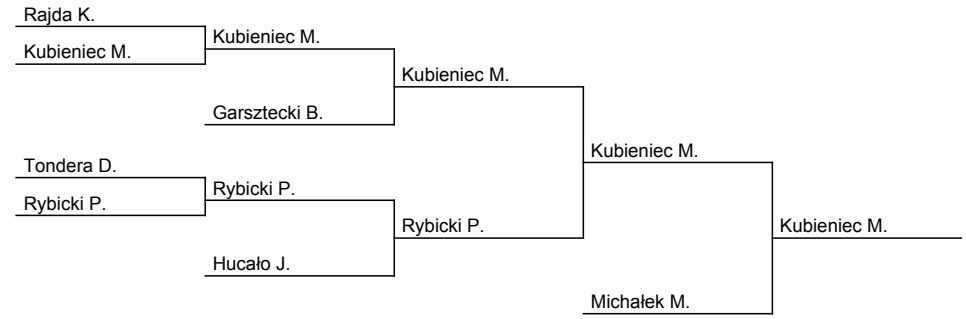 Rajda K.
Kubieniec M.
Kubieniec M.
Kubieniec M.
Garsztecki B.
Kubieniec M.
Tondera D.
Rybicki P.
Rybicki P.
Rybicki P.
Kubieniec M.
Hucało J.
Michałek M.